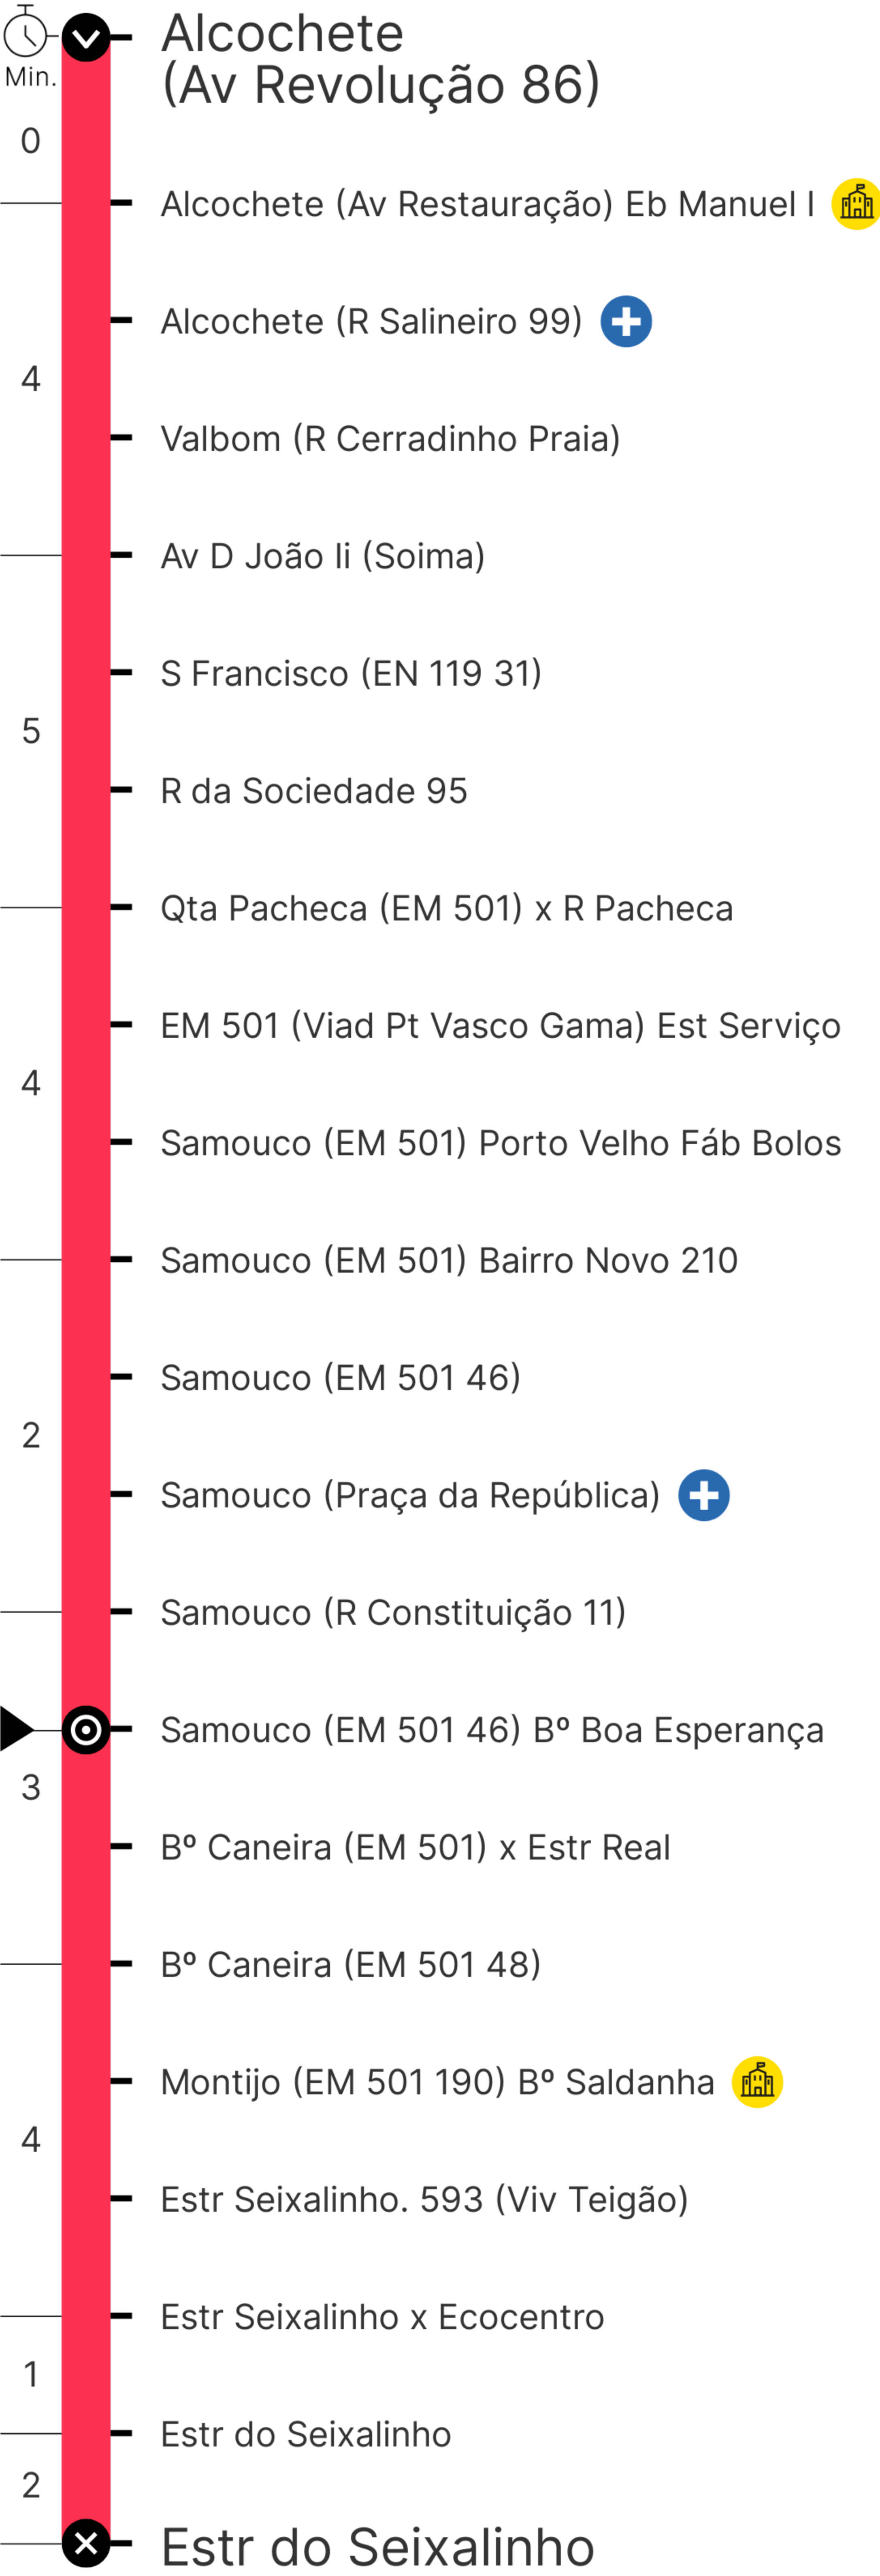 Alcochete
(Av Revolução 86)
Min.
0
Alcochete (Av Restauração) Eb Manuel I
Alcochete (R Salineiro 99)
4
Valbom (R Cerradinho Praia)
Av D João Ii (Soima)
S Francisco (EN 119 31)
5
R da Sociedade 95
Qta Pacheca (EM 501) x R Pacheca
EM 501 (Viad Pt Vasco Gama) Est Serviço
4
Samouco (EM 501) Porto Velho Fáb Bolos
Samouco (EM 501) Bairro Novo 210
Samouco (EM 501 46)
2
Samouco (Praça da República)
Samouco (R Constituição 11)
Samouco (EM 501 46) Bº Boa Esperança
3
Bº Caneira (EM 501) x Estr Real
Bº Caneira (EM 501 48)
Montijo (EM 501 190) Bº Saldanha
4
Estr Seixalinho. 593 (Viv Teigão)
Estr Seixalinho x Ecocentro
1
Estr do Seixalinho
2
Estr do Seixalinho